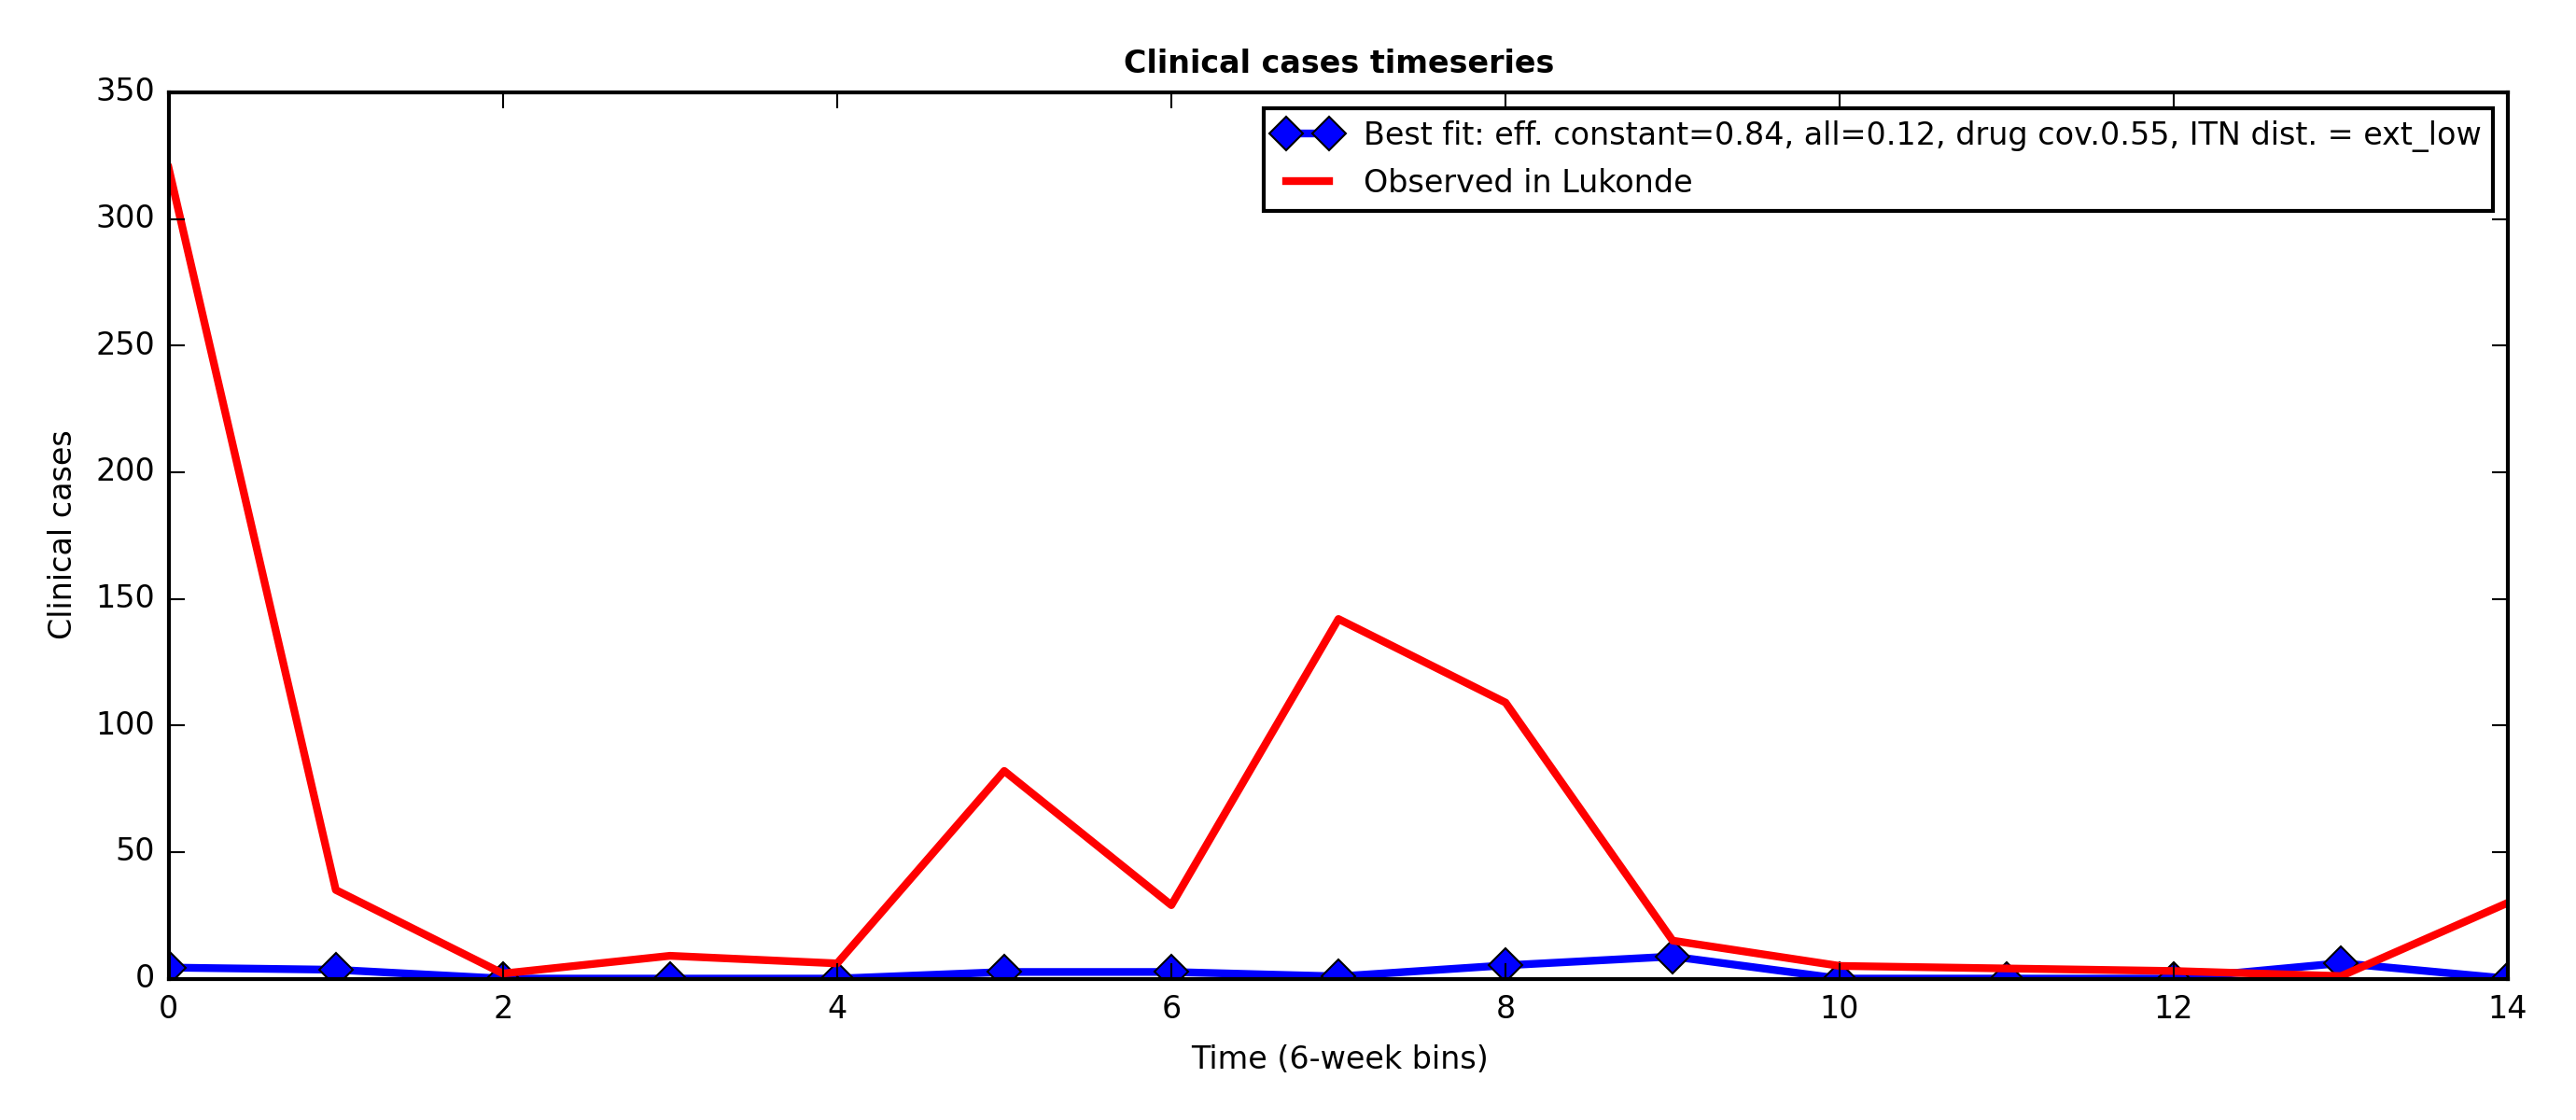 Clinical cases timeseries
350
300
250
200
150
100
50
0
Clinical cases
Best fit: eff. constant=0.84, all=0.12, drug cov.0.55, ITN dist. = ext_low
Observed in Lukonde
0 2 4 6 8 10 12 14
Time (6-week bins)